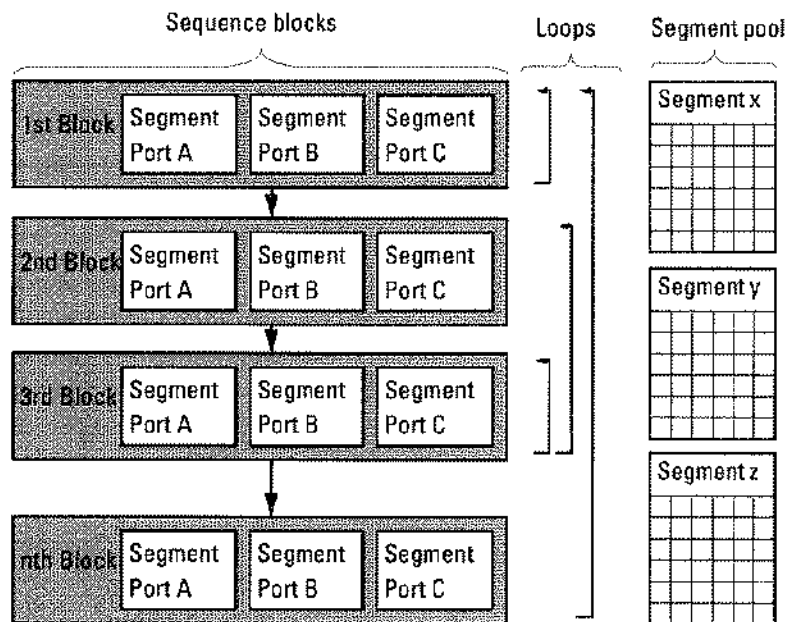 Sequence blocks
Loops
Segment pool
1st Block
Segment
Port A
Segment
Port B
Segment
Port C
2nd Block
Segment
Port A
Segment
Port B
Segment
Port C
3rd Block
Segment
Port A
Segment
Port B
Segment
Port C
nth Block
Segment
Port A
Segment
Port B
Segment
Port C
Segment x
Segment y
Segment z